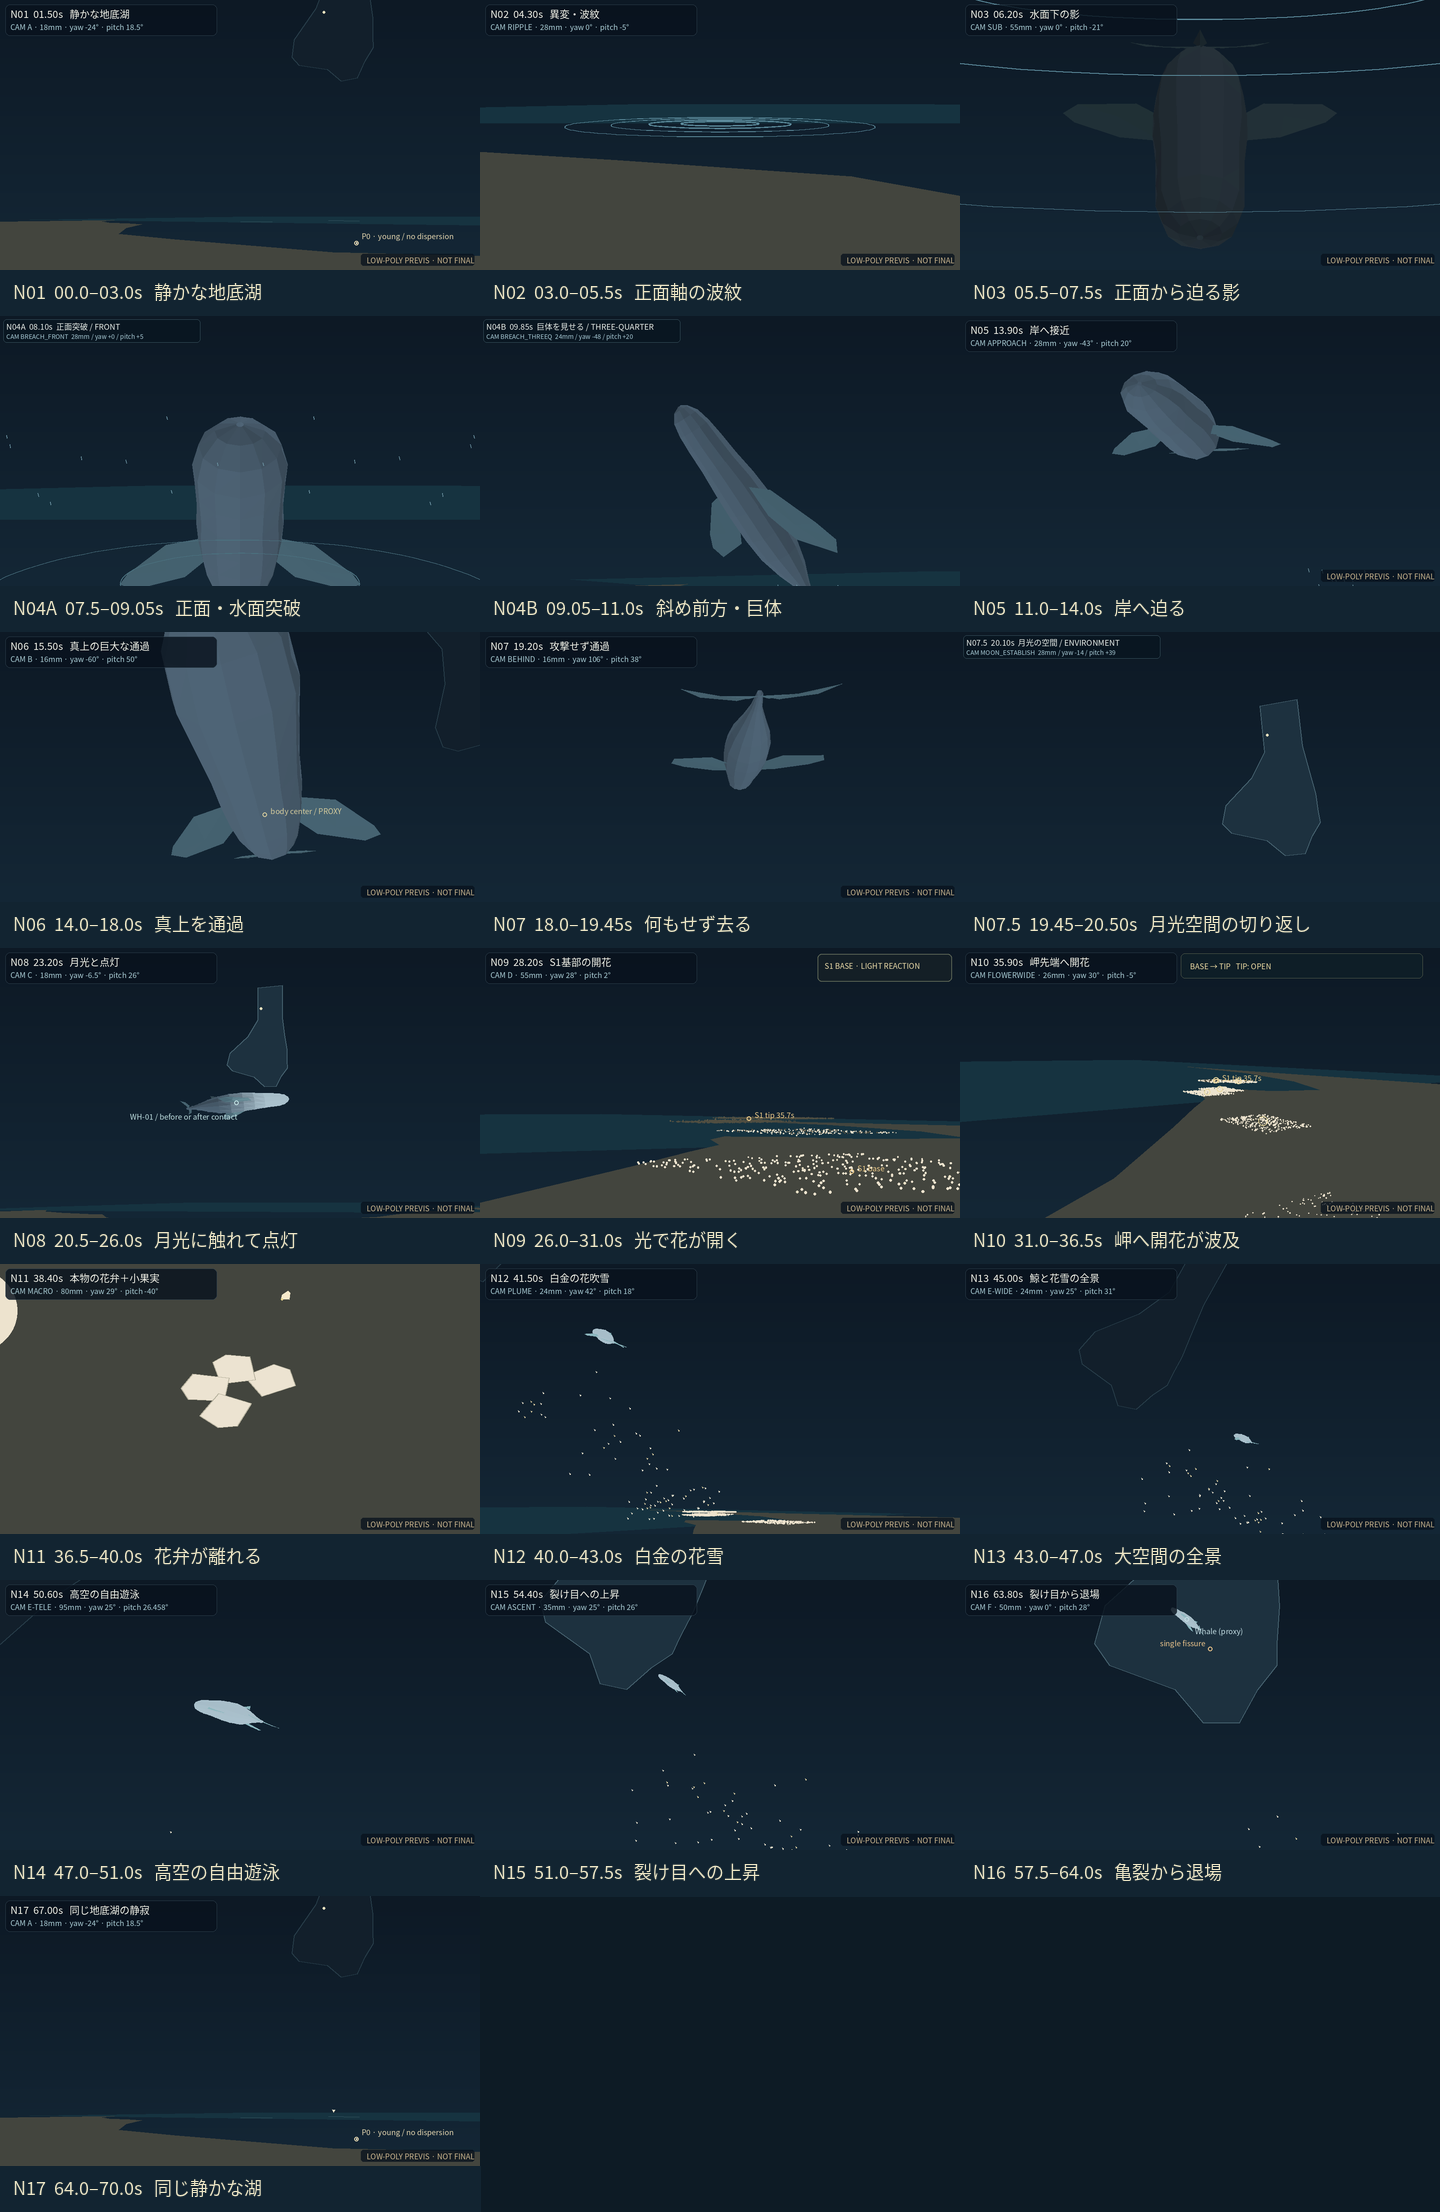 N01 01.50s 静かな地底湖
CAM A · 18mm · yaw -24° · pitch 18.5°
P0 · young / no dispersion
LOW-POLY PREVIS · NOT FINAL
N01 00.0–03.0s 静かな地底湖
N02 04.30s 異変・波紋
CAM RIPPLE · 28mm · yaw 0° · pitch -5°
LOW-POLY PREVIS · NOT FINAL
N02 03.0–05.5s 正面軸の波紋
N03 06.20s 水面下の影
CAM SUB · 55mm · yaw 0° · pitch -21°
LOW-POLY PREVIS · NOT FINAL
N03 05.5–07.5s 正面から迫る影
N04A 08.10s 正面突破 / FRONT
CAM BREACH_FRONT 28mm / yaw +0 / pitch +5
N04A 07.5–09.05s 正面・水面突破
N04B 09.85s 巨体を見せる / THREE-QUARTER
CAM BREACH_THREEQ 24mm / yaw -48 / pitch +20
N04B 09.05–11.0s 斜め前方・巨体
N05 13.90s 岸へ接近
CAM APPROACH · 28mm · yaw -43° · pitch 20°
LOW-POLY PREVIS · NOT FINAL
N05 11.0–14.0s 岸へ迫る
N06 15.50s 真上の巨大な通過
CAM B · 16mm · yaw -60° · pitch 50°
body center / PROXY
LOW-POLY PREVIS · NOT FINAL
N06 14.0–18.0s 真上を通過
N07 19.20s 攻撃せず通過
CAM BEHIND · 16mm · yaw 106° · pitch 38°
LOW-POLY PREVIS · NOT FINAL
N07 18.0–19.45s 何もせず去る
N07.5 20.10s 月光の空間 / ENVIRONMENT
CAM MOON_ESTABLISH 28mm / yaw -14 / pitch +39
N07.5 19.45–20.50s 月光空間の切り返し
N08 23.20s 月光と点灯
CAM C · 18mm · yaw -6.5° · pitch 26°
WH-01 / before or after contact
LOW-POLY PREVIS · NOT FINAL
N08 20.5–26.0s 月光に触れて点灯
N09 28.20s S1基部の開花
CAM D · 55mm · yaw 28° · pitch 2°
S1 BASE · LIGHT REACTION
S1 tip 35.7s
S1 base
LOW-POLY PREVIS · NOT FINAL
N09 26.0–31.0s 光で花が開く
N10 35.90s 岬先端へ開花
CAM FLOWERWIDE · 26mm · yaw 30° · pitch -5°
BASE → TIP TIP: OPEN
S1 tip 35.7s
LOW-POLY PREVIS · NOT FINAL
N10 31.0–36.5s 岬へ開花が波及
N11 38.40s 本物の花弁＋小果実
CAM MACRO · 80mm · yaw 29° · pitch -40°
LOW-POLY PREVIS · NOT FINAL
N11 36.5–40.0s 花弁が離れる
N12 41.50s 白金の花吹雪
CAM PLUME · 24mm · yaw 42° · pitch 18°
LOW-POLY PREVIS · NOT FINAL
N12 40.0–43.0s 白金の花雪
N13 45.00s 鯨と花雪の全景
CAM E-WIDE · 24mm · yaw 25° · pitch 31°
LOW-POLY PREVIS · NOT FINAL
N13 43.0–47.0s 大空間の全景
N14 50.60s 高空の自由遊泳
CAM E-TELE · 95mm · yaw 25° · pitch 26.458°
LOW-POLY PREVIS · NOT FINAL
N14 47.0–51.0s 高空の自由遊泳
N15 54.40s 裂け目への上昇
CAM ASCENT · 35mm · yaw 25° · pitch 26°
LOW-POLY PREVIS · NOT FINAL
N15 51.0–57.5s 裂け目への上昇
N16 63.80s 裂け目から退場
CAM F · 50mm · yaw 0° · pitch 28°
Whale (proxy)
single fissure
LOW-POLY PREVIS · NOT FINAL
N16 57.5–64.0s 亀裂から退場
N17 67.00s 同じ地底湖の静寂
CAM A · 18mm · yaw -24° · pitch 18.5°
P0 · young / no dispersion
LOW-POLY PREVIS · NOT FINAL
N17 64.0–70.0s 同じ静かな湖